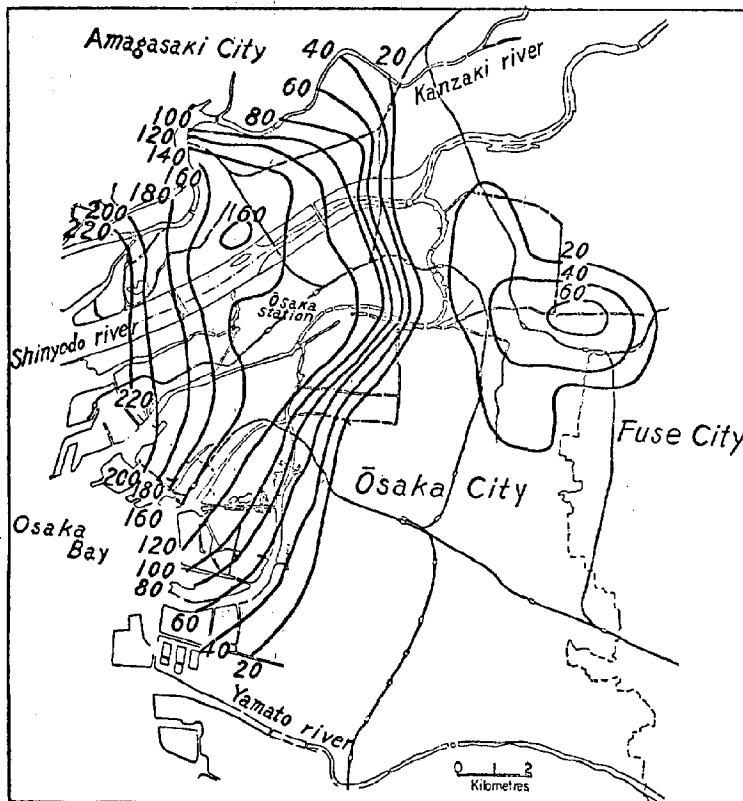 Amagasaki City
40
20
60
Kanzaki river
100
80
120
140
160
180
200
220
160
20
40
60
Ōsaka
station
Shinyodo river
220
Fuse City
200
180
Ōsaka City
160
Osaka
Bay
120
100
80
60
40
20
Yamato river
0 1 2
Kilometres